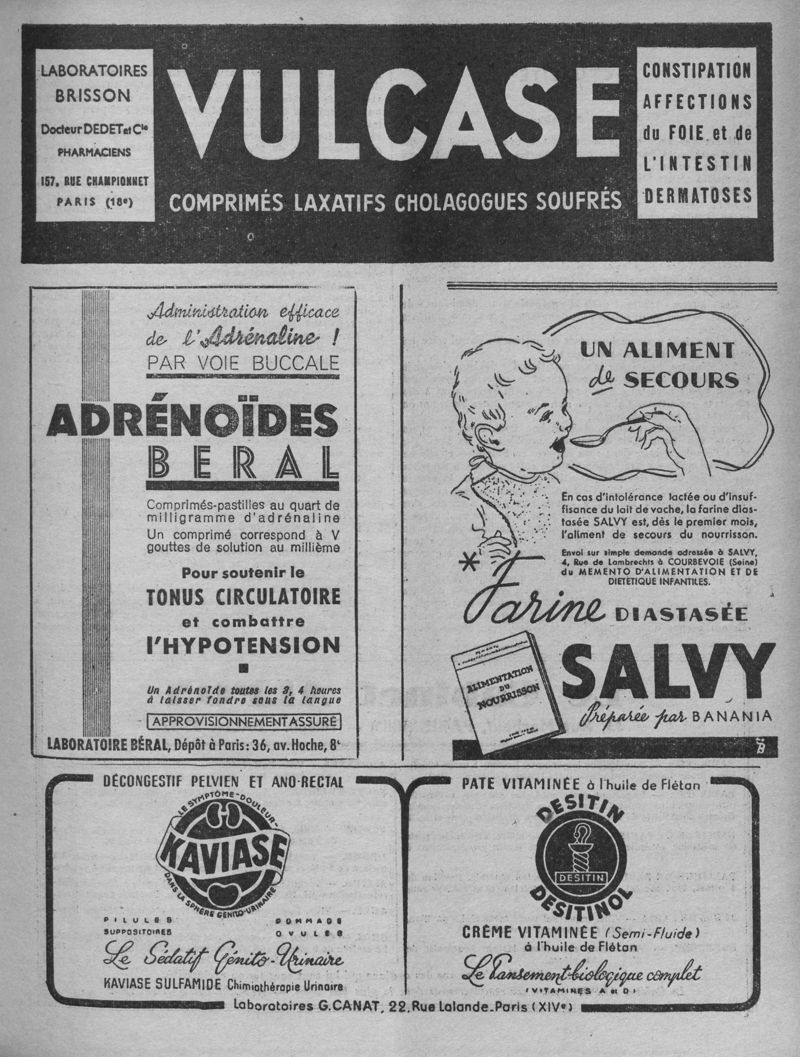 LABORATOIRES
BRISSON
Docteur DEDET et Cie
PHARMACIENS
157, RUE CHAMPIONNET
PARIS (18e)
VULCASE
COMPRIMÉS LAXATIFS CHOLAGOGUES SOUFRÉS
CONSTIPATION
AFFECTIONS
du FOIE et de
L'INTESTIN
DERMATOSES
Administration efficace
de l'Adrénaline !
PAR VOIE BUCCALE
ADRÉNOÏDES
BERAL
Comprimés-pastilles au quart de
milligramme d'adrénaline
Un comprimé correspond à V
gouttes de solution au millième
Pour soutenir le
TONUS CIRCULATOIRE
et combattre
l'HYPOTENSION
Un Adrénoïde toutes les 3, 4 heures
à laisser fondre sous la langue
APPROVISIONNEMENT ASSURÉ
LABORATOIRE BÉRAL, Dépôt à Paris : 36, av. Hoche, 8e
UN ALIMENT
de SECOURS
En cas d'intolérance lactée ou d'insuf-
fisance du lait de vache, la farine dias-
tasée SALVY est, dès le premier mois,
l'aliment de secours du nourrisson.
Envoi sur simple demande adressée à SALVY,
4, Rue de Lambrechts à COURBEVOIE (Seine)
du MEMENTO D'ALIMENTATION ET DE
DIETETIQUE INFANTILES.
*
Farine DIASTASÉE
SALVY
Préparée par BANANIA
ALIMENTATION
DU
NOURRISSON
DÉCONGESTIF PELVIEN ET ANO-RECTAL
LE SYMPTÔME-DOULEUR-
KAVIASE
DANS LA SPHÈRE GÉNITO-URINAIRE
PILULES POMMADE
SUPPOSITOIRES OVULES
Le Sédatif Génito-Urinaire
KAVIASE SULFAMIDE Chimiothérapie Urinaire
PATE VITAMINÉE à l'huile de Flétan
DESITIN
DESITIN
DESITINOL
CRÈME VITAMINÉE (Semi-Fluide)
à l'huile de Flétan
Le Pansement-biologique complet
(VITAMINES A et D)
Laboratoires G. CANAT, 22, Rue Lalande-Paris (XIVe)